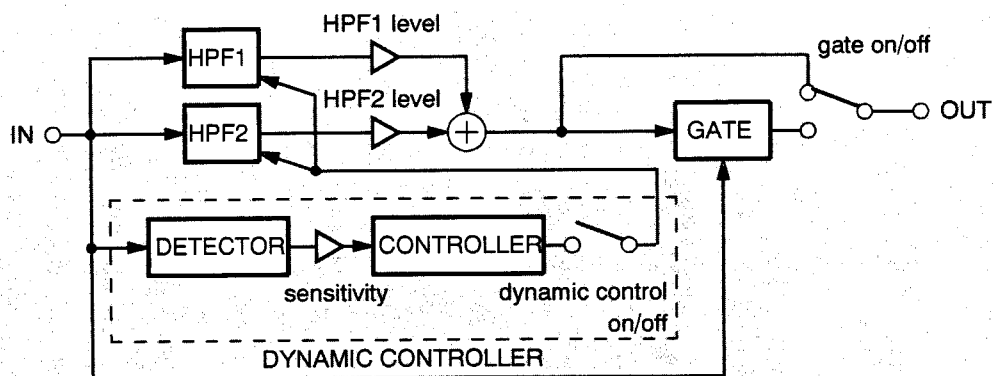 HPF1 level
gate on/off
HPF1
HPF2 level
IN
HPF2
+
GATE
OUT
DETECTOR
CONTROLLER
sensitivity
dynamic control
on/off
DYNAMIC CONTROLLER